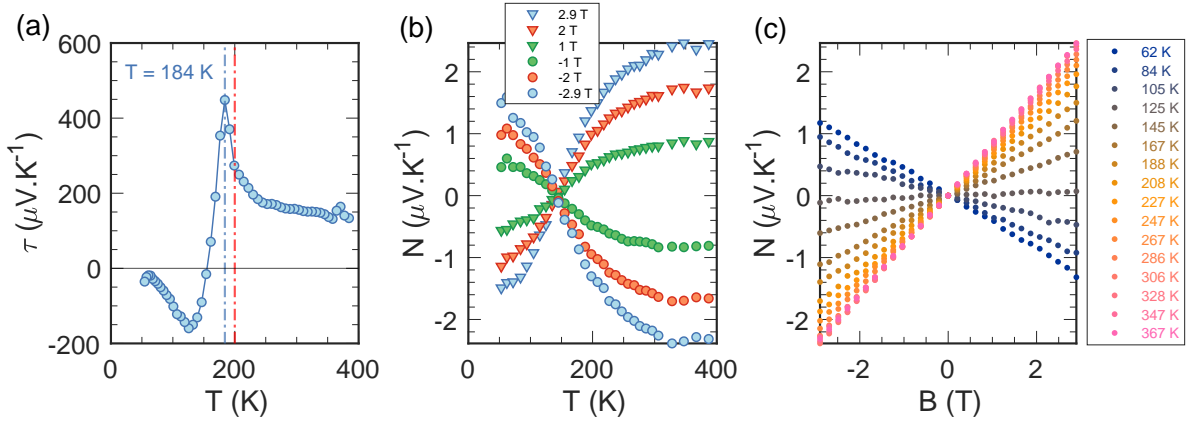 (a)
600
400
200
0
-200
τ (μV.K⁻¹)
T = 184 K
0
200
400
T (K)
(b)
2.9 T
2 T
1 T
-1 T
-2 T
-2.9 T
2
1
0
-1
-2
N (μV.K⁻¹)
0
200
400
T (K)
(c)
2
1
0
-1
-2
N (μV.K⁻¹)
-2
0
2
B (T)
62 K
84 K
105 K
125 K
145 K
167 K
188 K
208 K
227 K
247 K
267 K
286 K
306 K
328 K
347 K
367 K